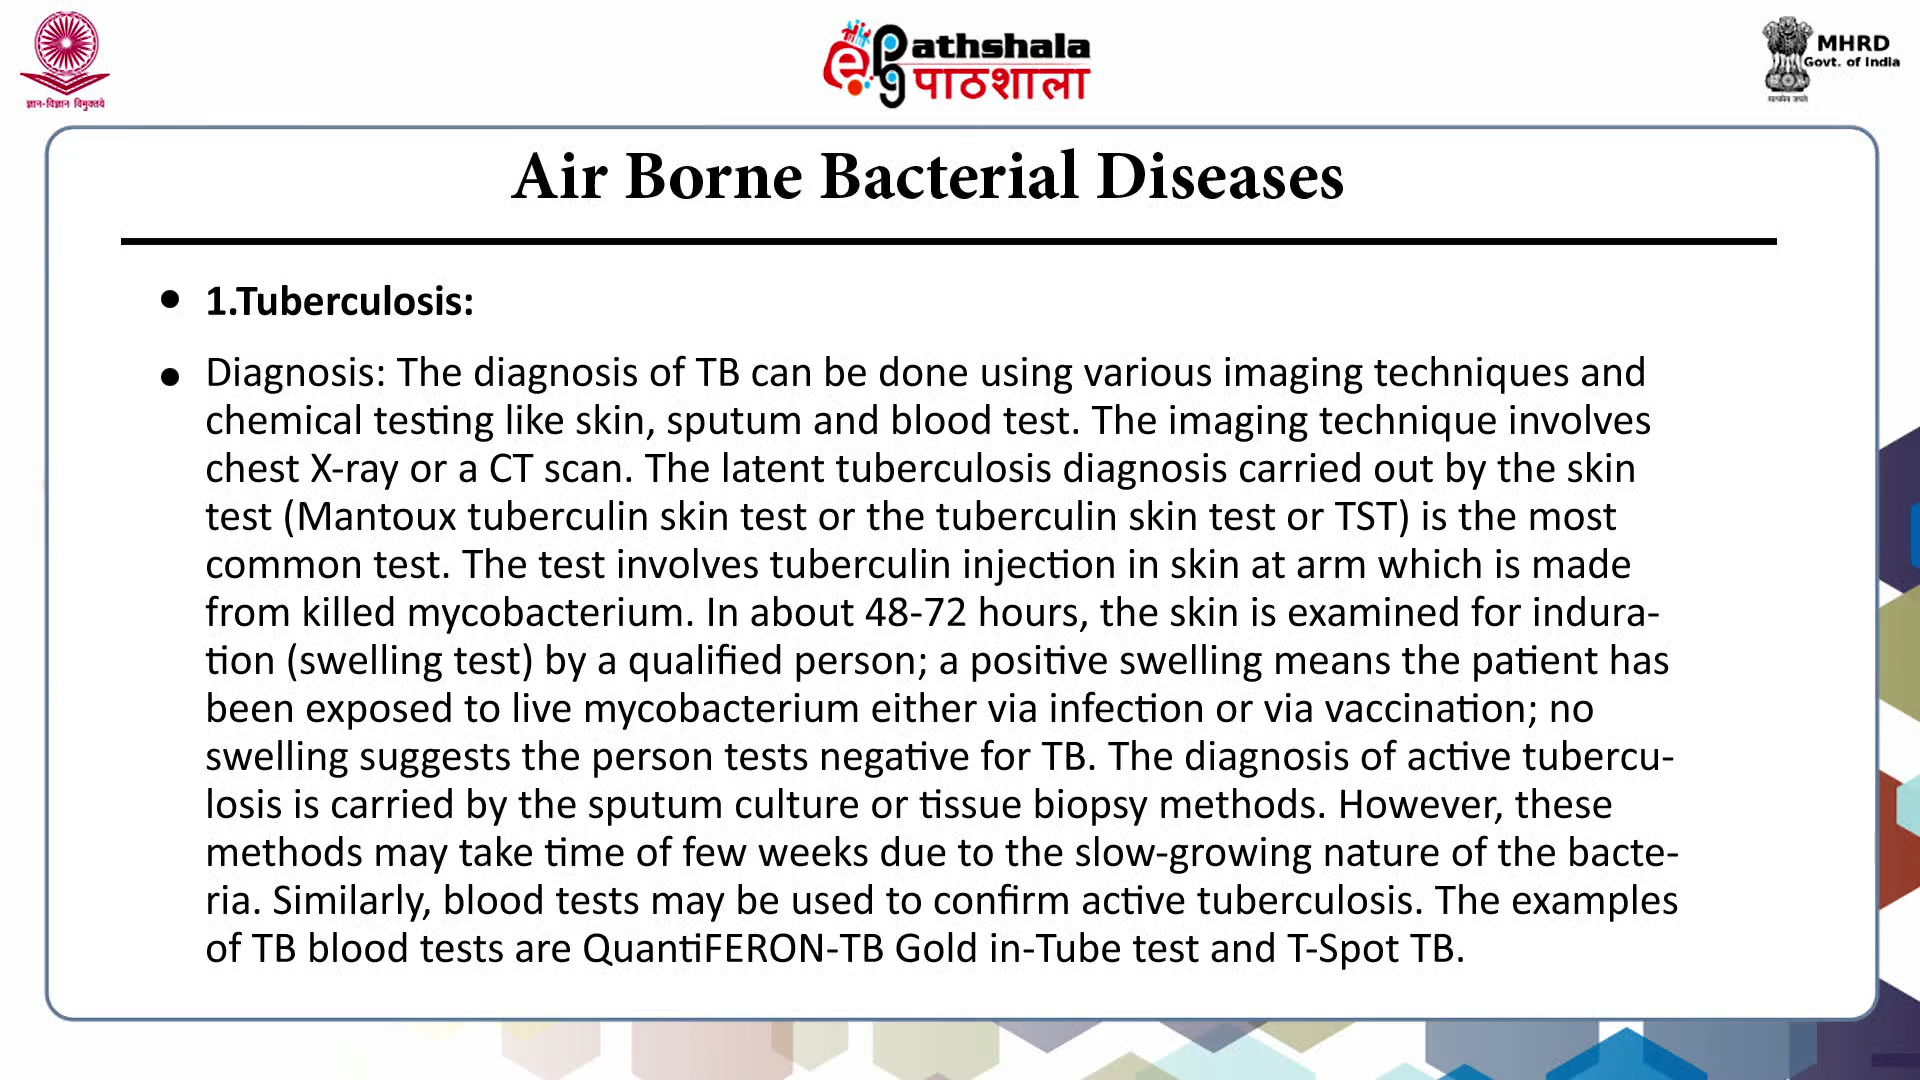 ज्ञान-विज्ञान विमुक्तये
ePG Pathshala
पाठशाला
MHRD
Govt. of India
सत्यमेव जयते
Air Borne Bacterial Diseases
• 1.Tuberculosis:
• Diagnosis: The diagnosis of TB can be done using various imaging techniques and
chemical testing like skin, sputum and blood test. The imaging technique involves
chest X-ray or a CT scan. The latent tuberculosis diagnosis carried out by the skin
test (Mantoux tuberculin skin test or the tuberculin skin test or TST) is the most
common test. The test involves tuberculin injection in skin at arm which is made
from killed mycobacterium. In about 48-72 hours, the skin is examined for indura-
tion (swelling test) by a qualified person; a positive swelling means the patient has
been exposed to live mycobacterium either via infection or via vaccination; no
swelling suggests the person tests negative for TB. The diagnosis of active tubercu-
losis is carried by the sputum culture or tissue biopsy methods. However, these
methods may take time of few weeks due to the slow-growing nature of the bacte-
ria. Similarly, blood tests may be used to confirm active tuberculosis. The examples
of TB blood tests are QuantiFERON-TB Gold in-Tube test and T-Spot TB.